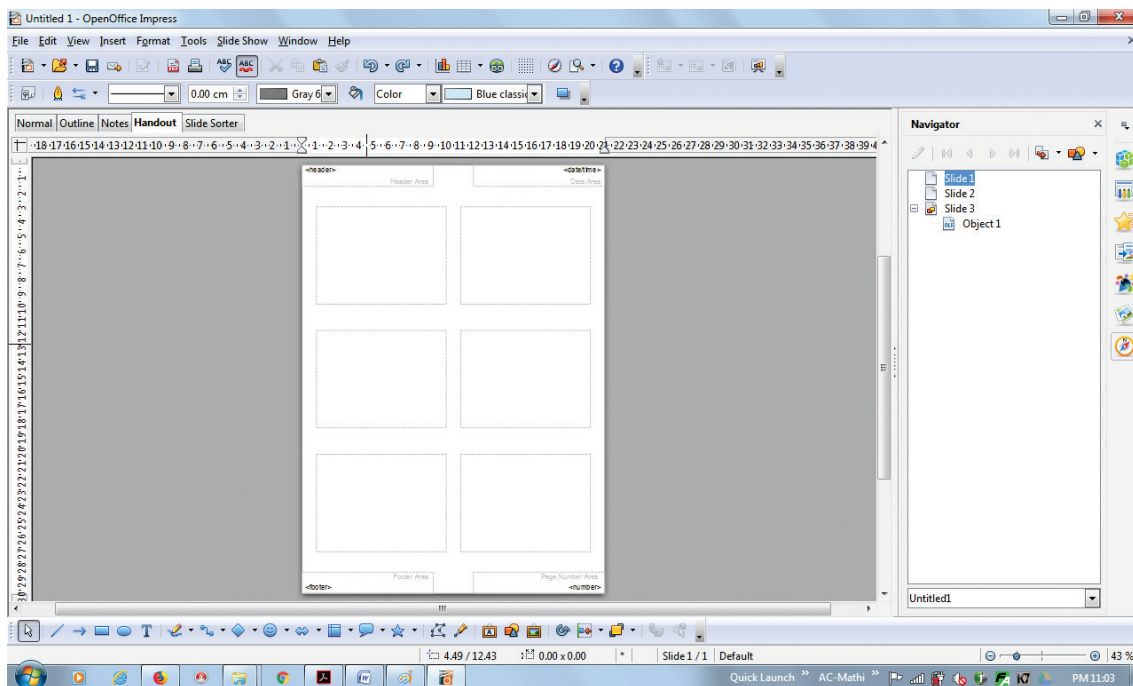 Untitled 1 - OpenOffice Impress
File Edit View Insert Format Tools Slide Show Window Help
0.00 cm Gray 6 Color Blue classic
Normal Outline Notes Handout Slide Sorter
Navigator
<header> <date/time>
Header Area Date Area
Slide 1
Slide 2
Slide 3
Object 1
Footer Area Page Number Area
<footer> <number>
Untitled1
4.49 / 12.43 0.00 x 0.00 * Slide 1 / 1 Default 43 %
Quick Launch » AC-Mathi » PM 11:03